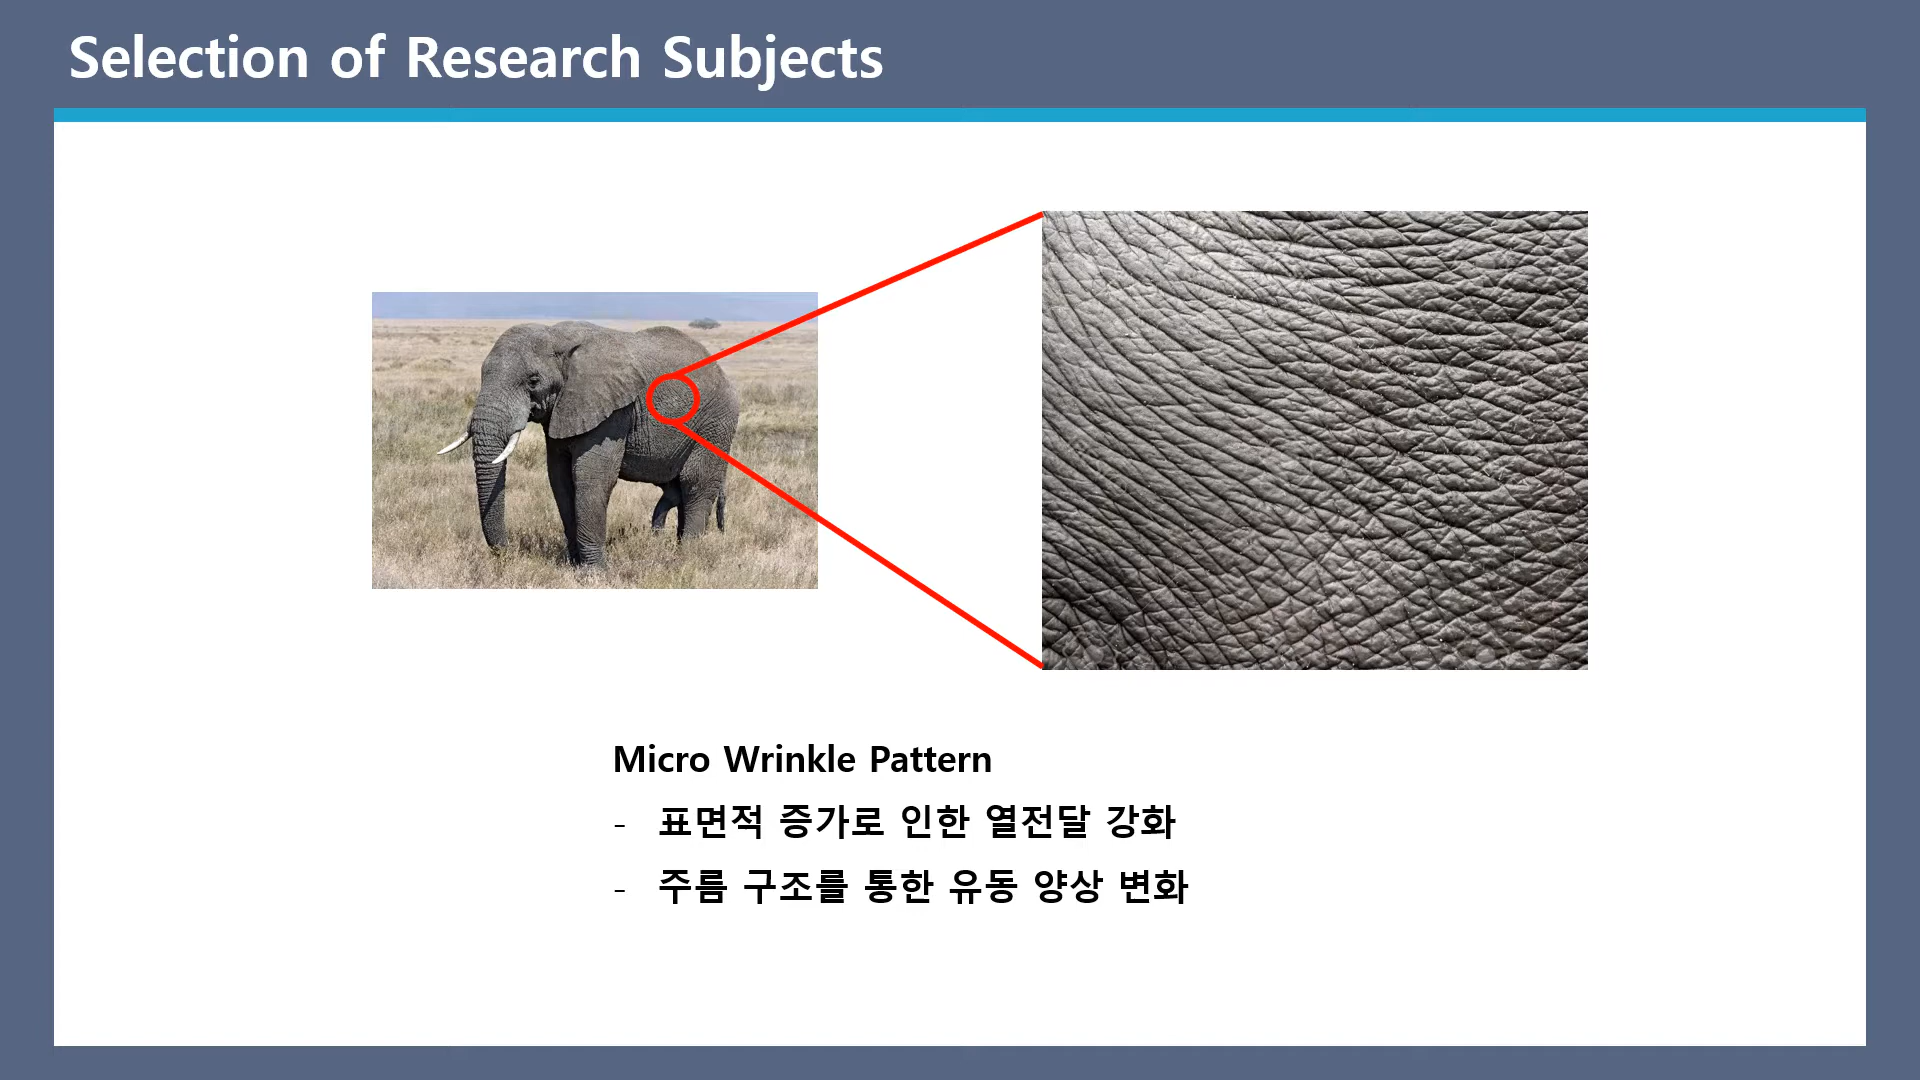 Selection of Research Subjects
Micro Wrinkle Pattern
- 표면적 증가로 인한 열전달 강화
- 주름 구조를 통한 유동 양상 변화